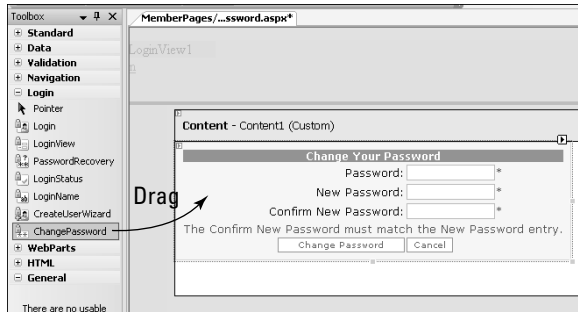 Toolbox
MemberPages/...ssword.aspx*
Standard
Data
Validation
Navigation
Login
Pointer
Login
LoginView
PasswordRecovery
LoginStatus
LoginName
CreateUserWizard
ChangePassword
WebParts
HTML
General
There are no usable
LoginView1
n
Content - Content1 (Custom)
Change Your Password
Password: *
New Password: *
Confirm New Password: *
The Confirm New Password must match the New Password entry.
Change Password Cancel
Drag